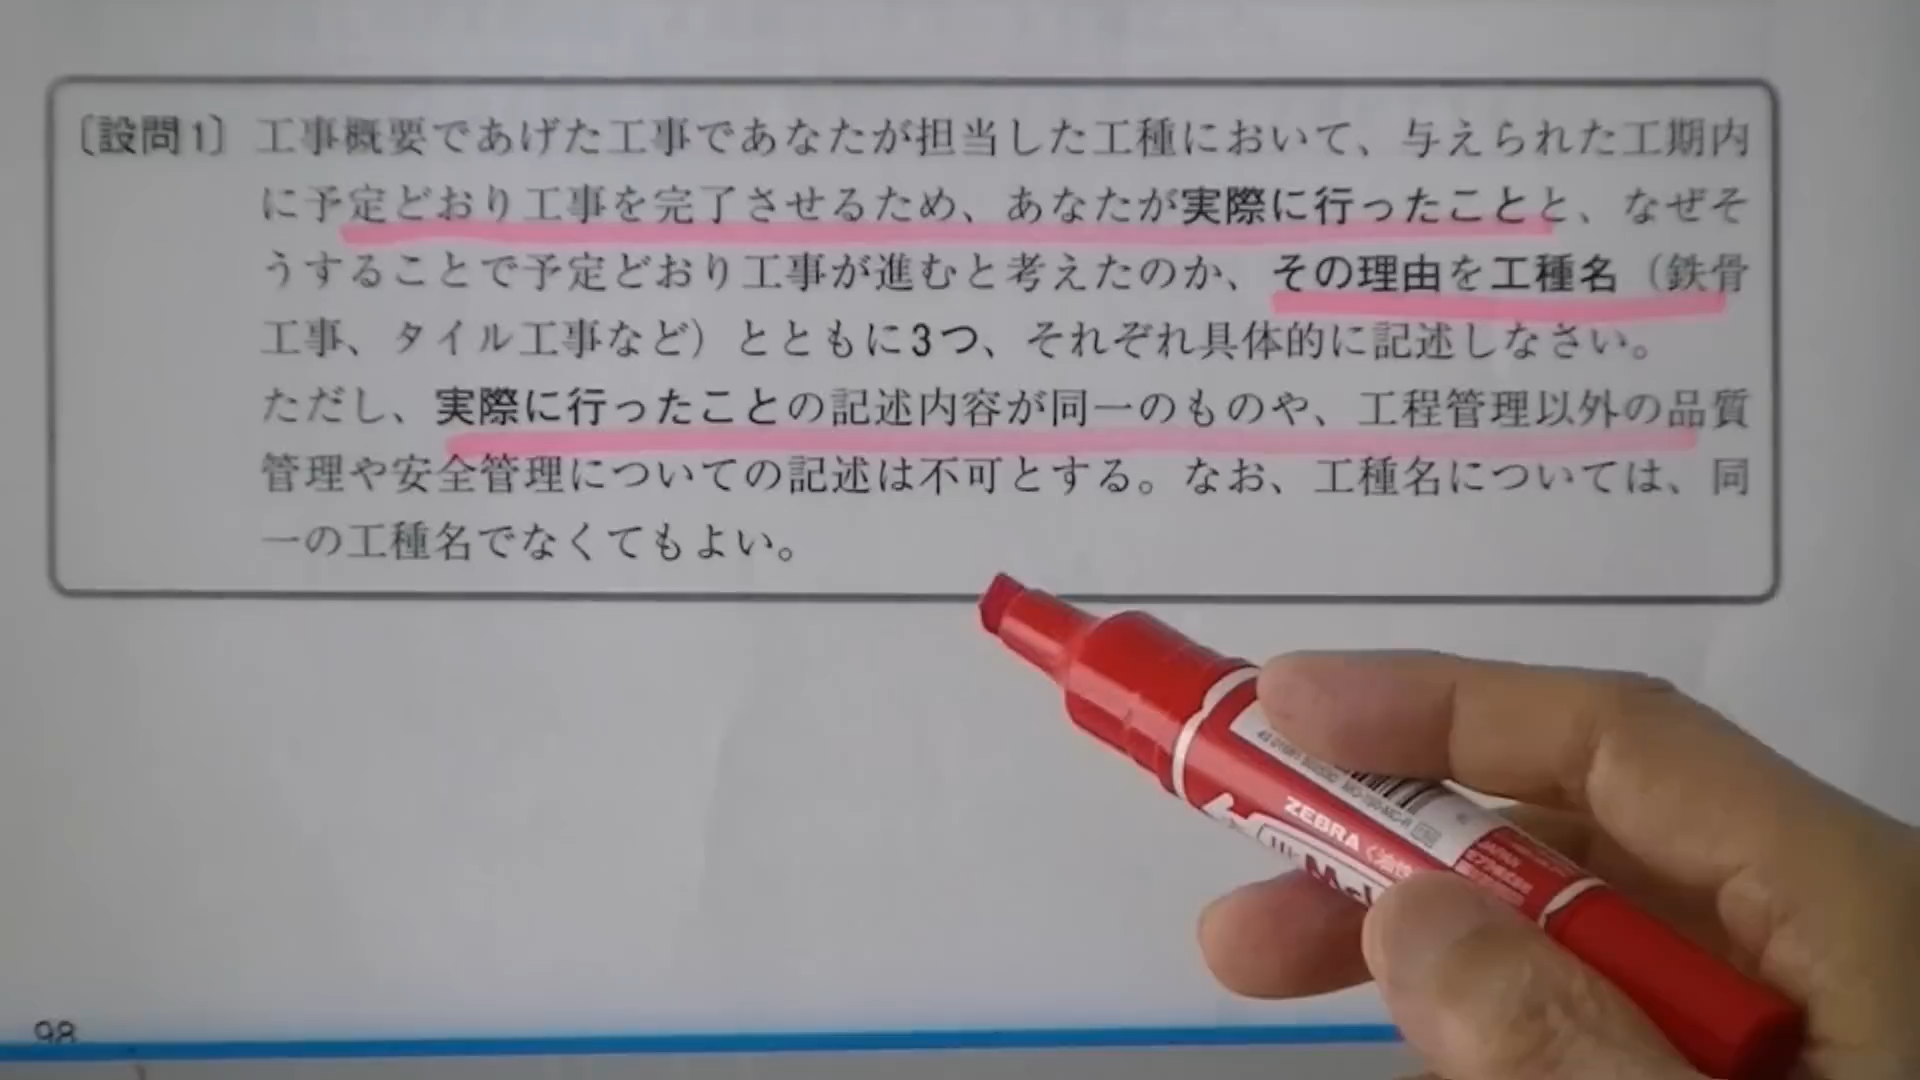 〔設問1〕工事概要であげた工事であなたが担当した工種において、与えられた工期内
に予定どおり工事を完了させるため、あなたが実際に行ったことと、なぜそ
うすることで予定どおり工事が進むと考えたのか、その理由を工種名（鉄骨
工事、タイル工事など）とともに3つ、それぞれ具体的に記述しなさい。
ただし、実際に行ったことの記述内容が同一のものや、工程管理以外の品質
管理や安全管理についての記述は不可とする。なお、工種名については、同
一の工種名でなくてもよい。
ZEBRA
98